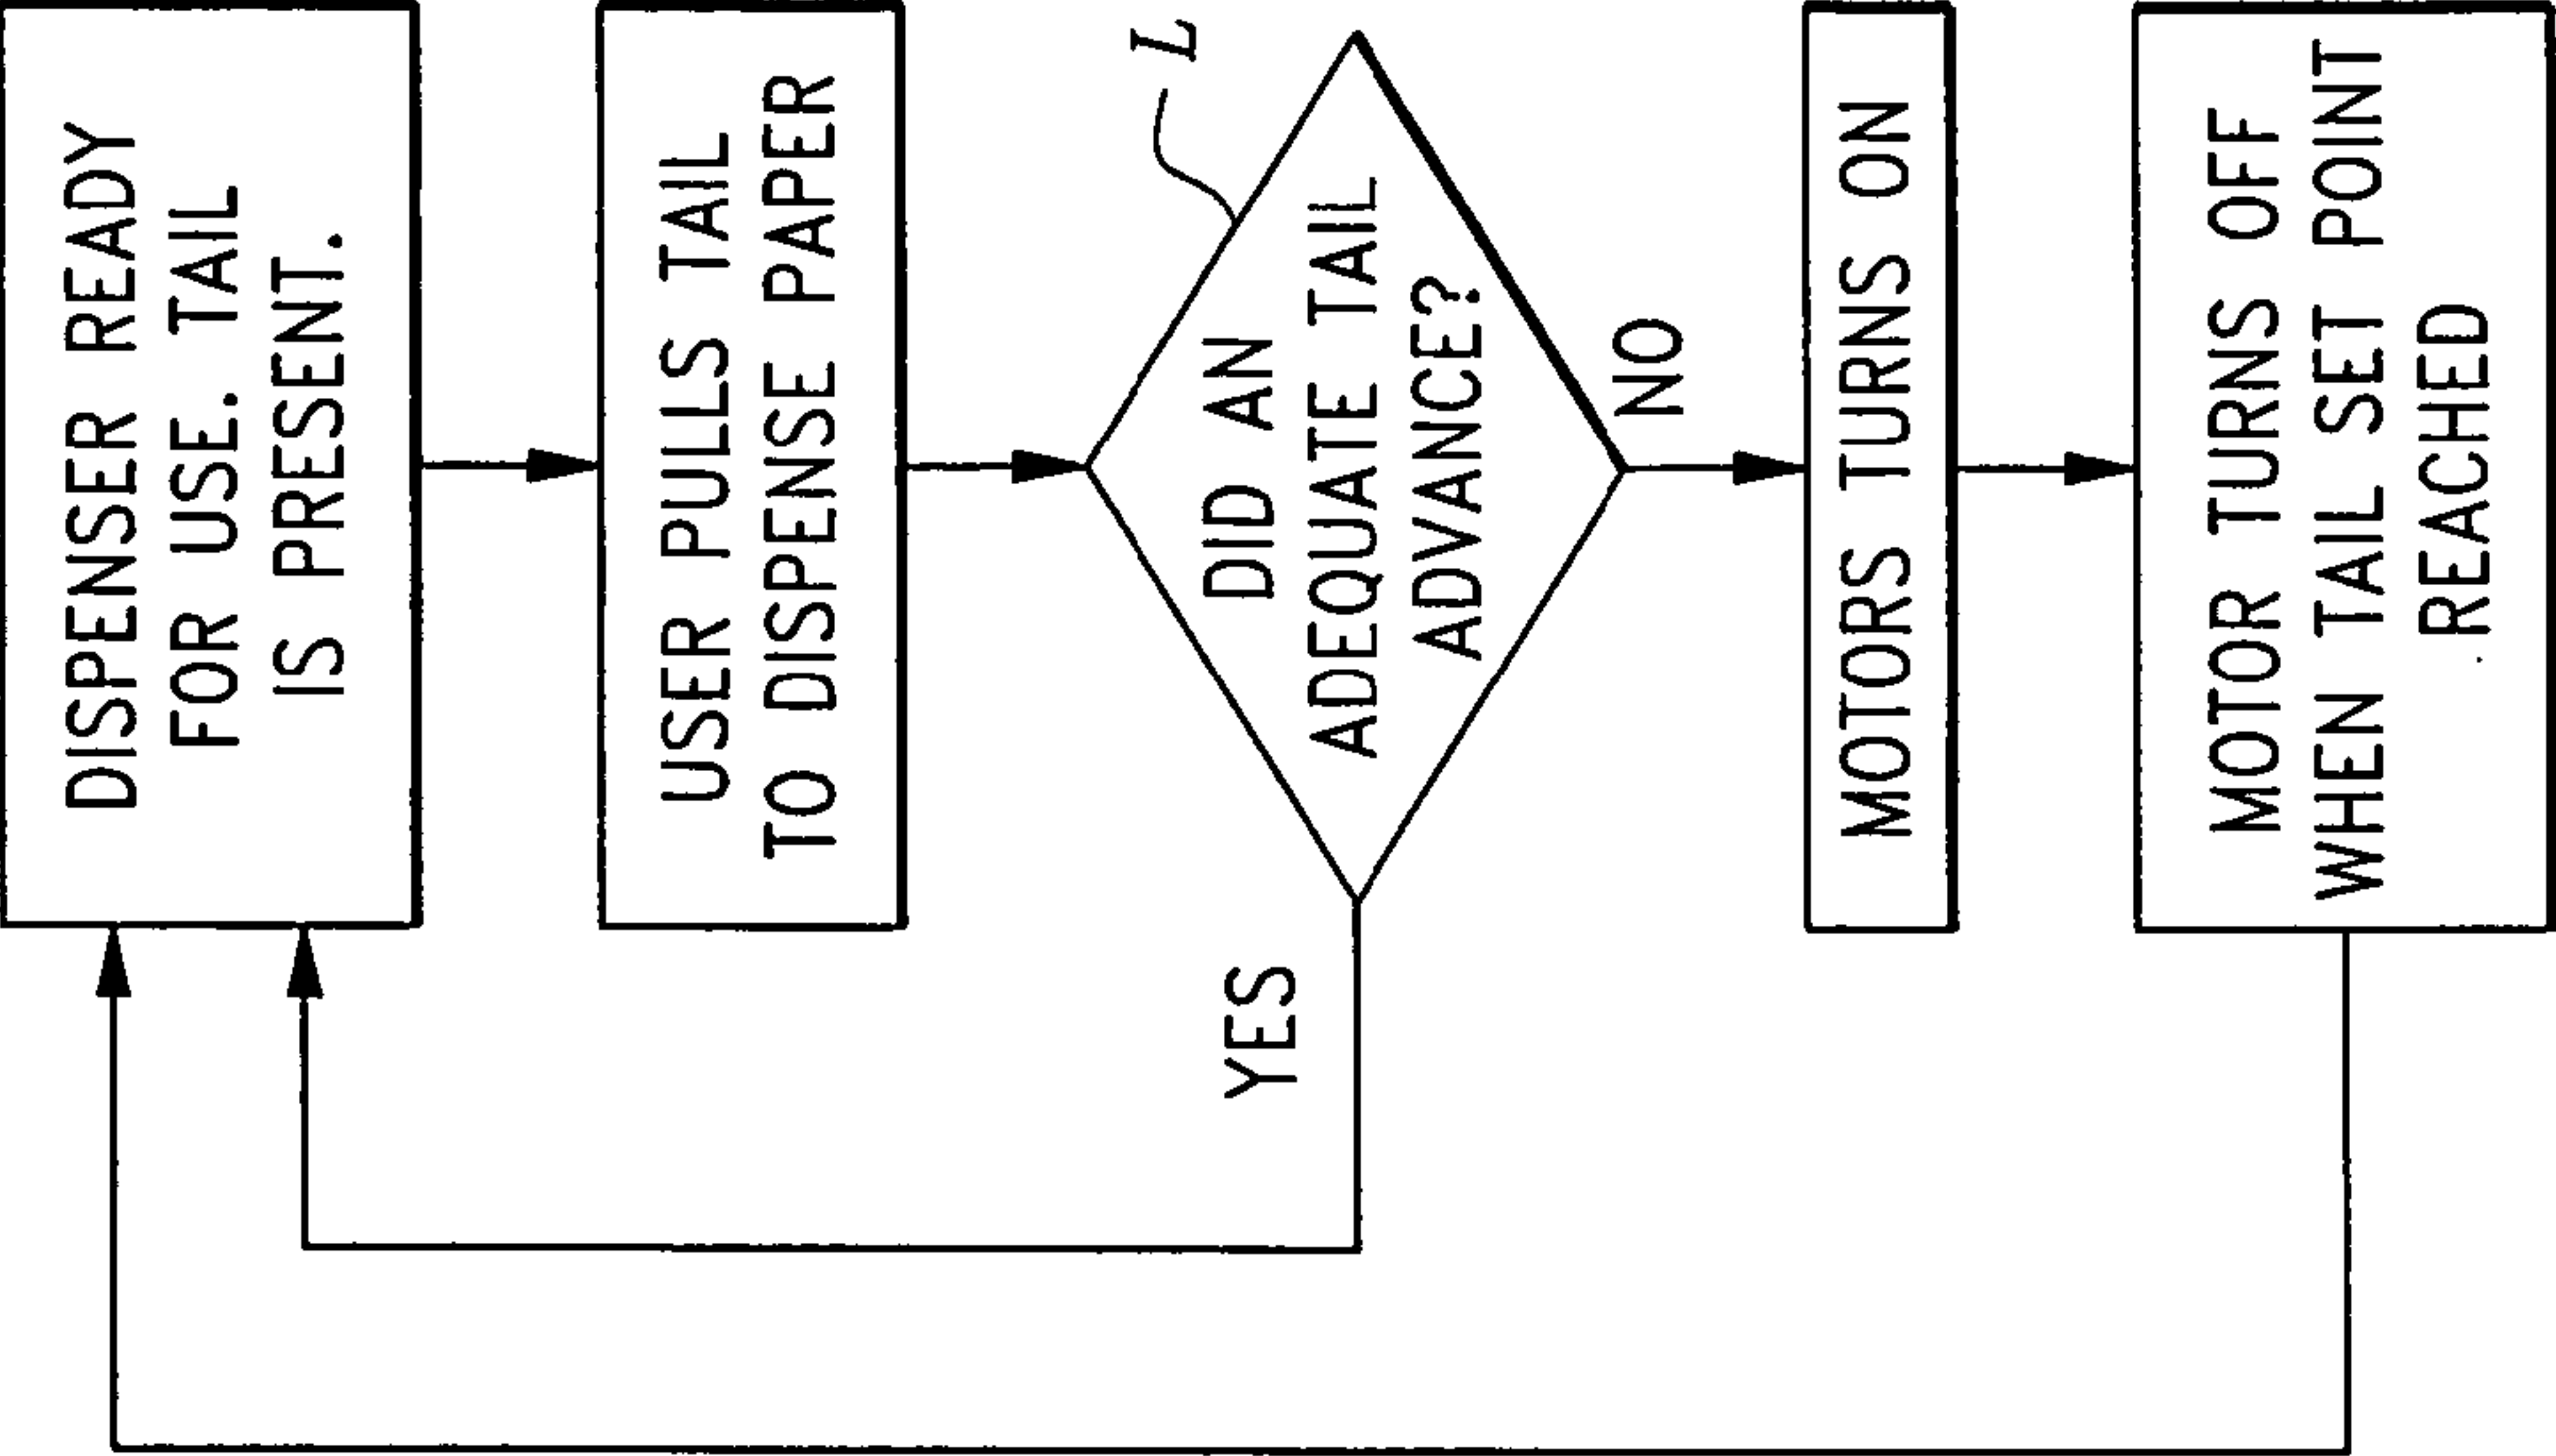 DISPENSER READY
FOR USE. TAIL
IS PRESENT.
USER PULLS TAIL
TO DISPENSE PAPER
L
DID AN
ADEQUATE TAIL
ADVANCE?
YES
NO
MOTORS TURNS ON
MOTOR TURNS OFF
WHEN TAIL SET POINT
REACHED